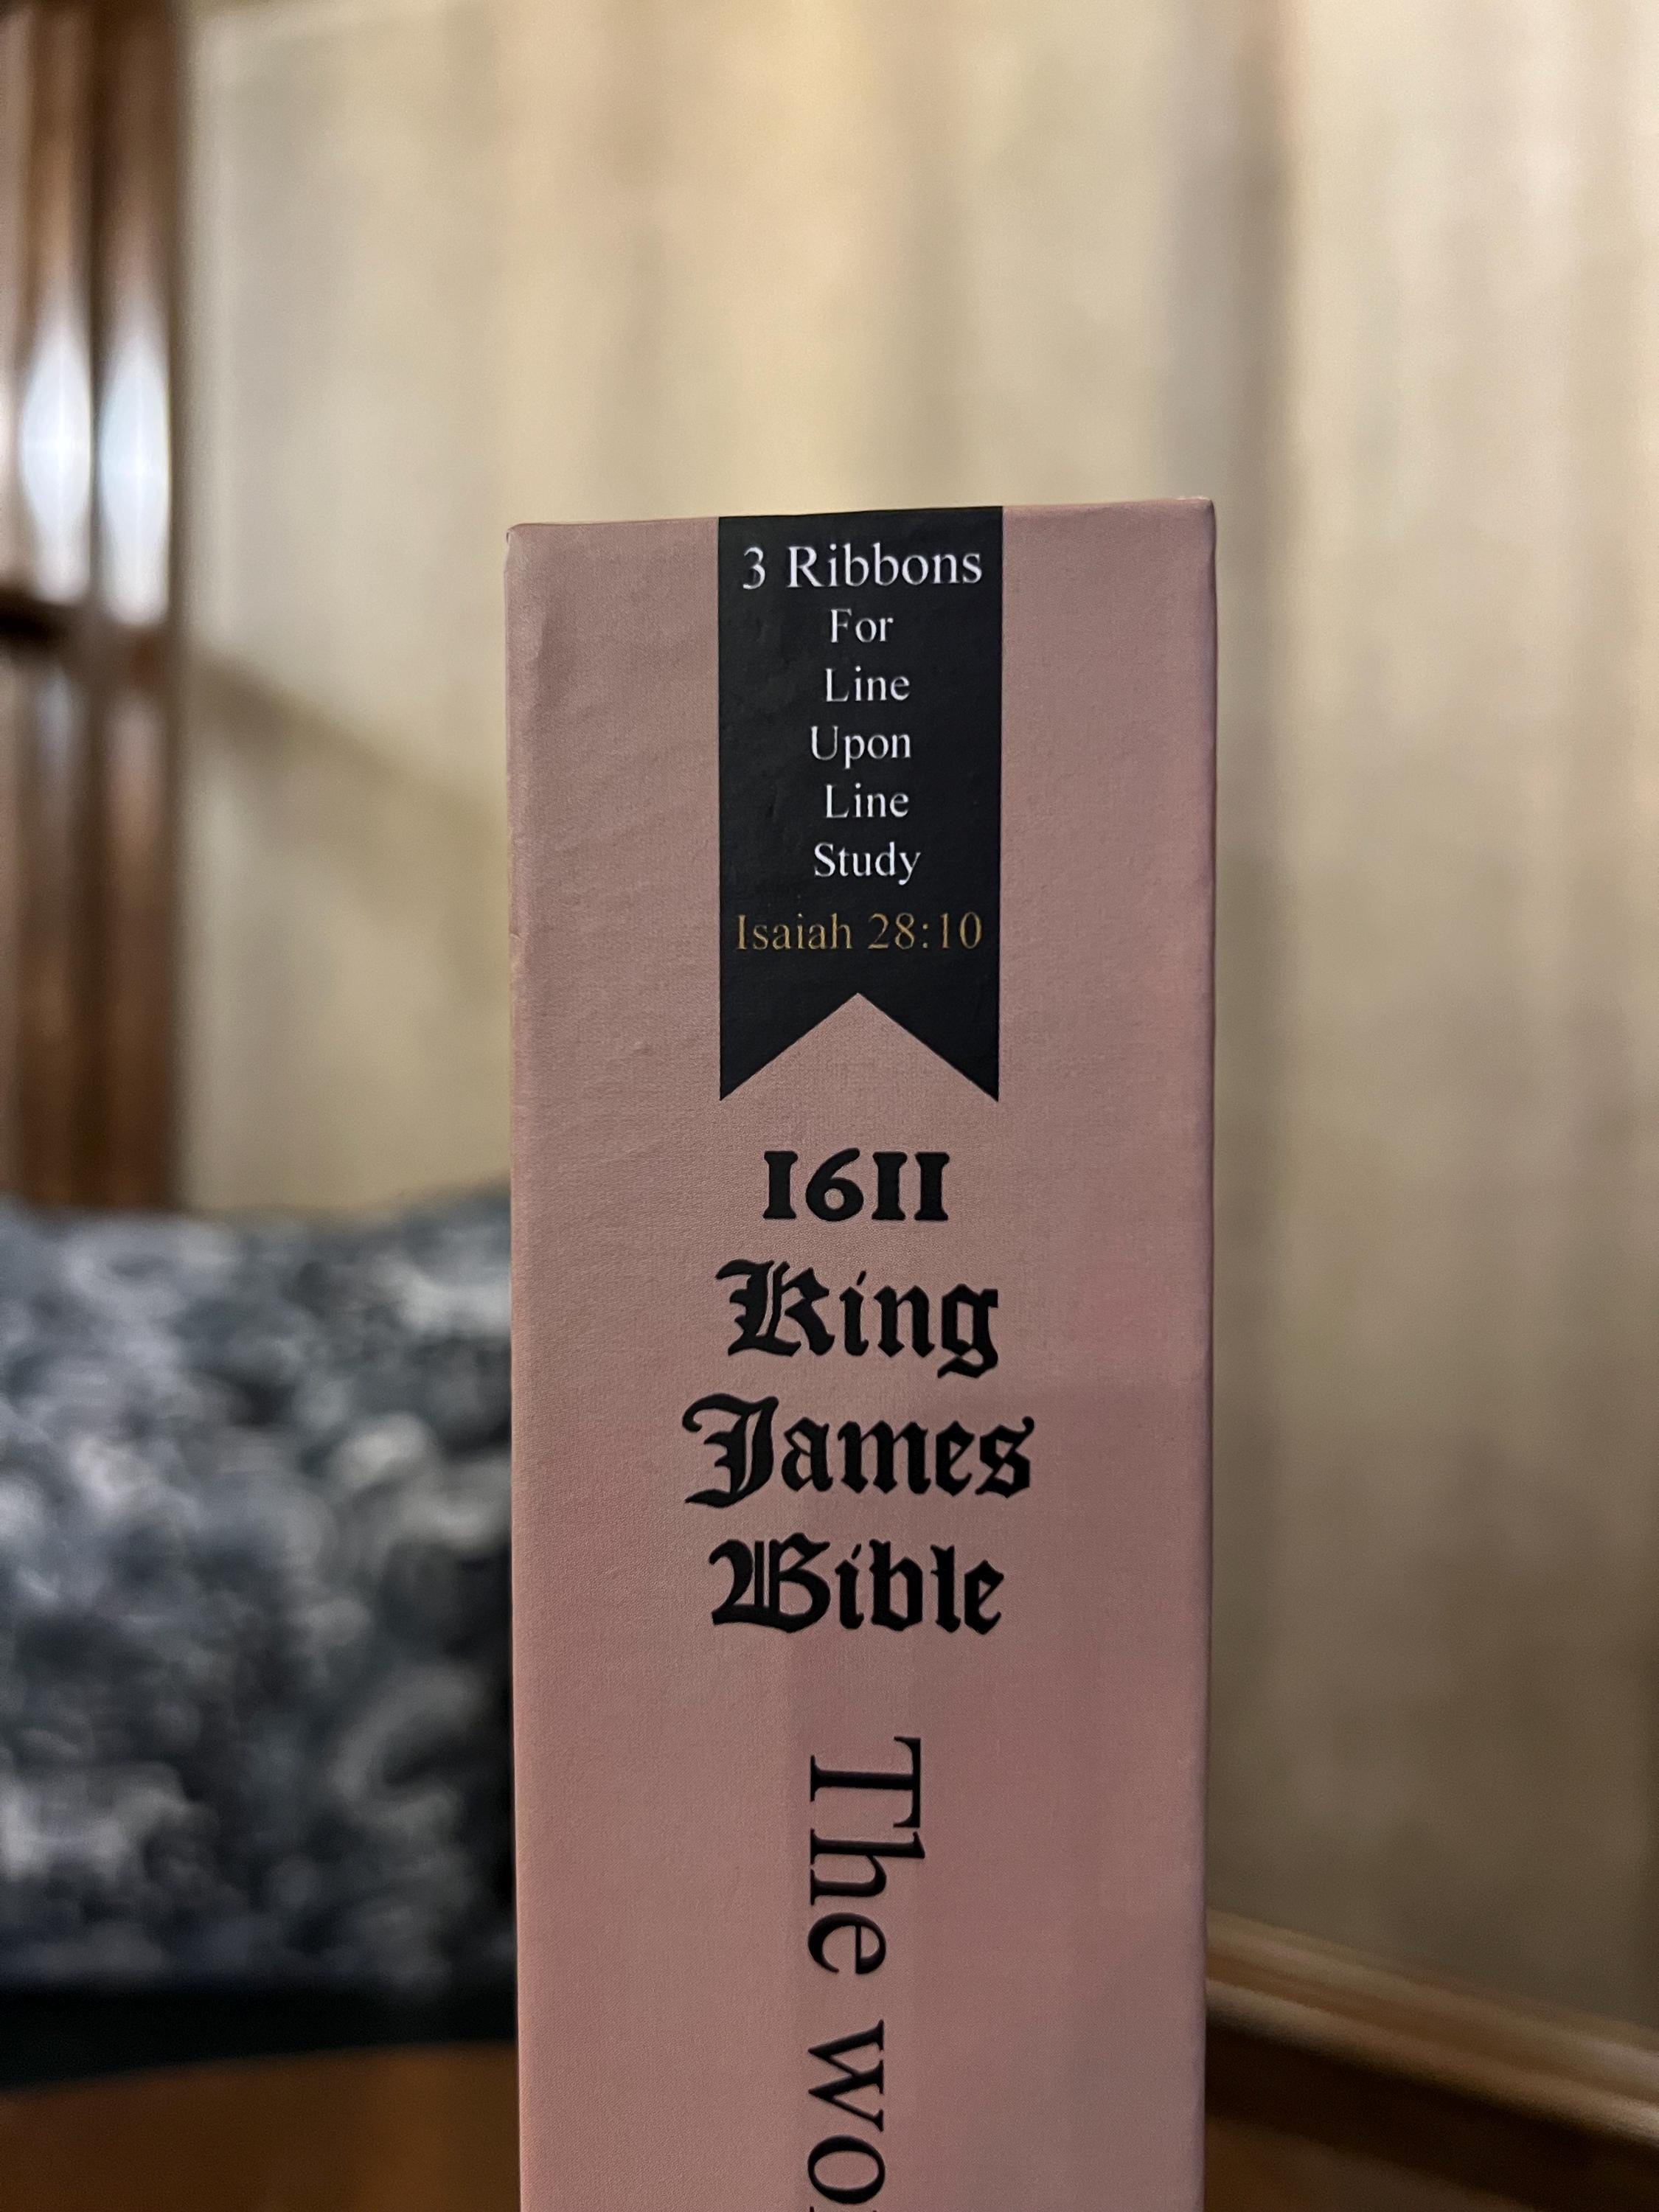 3 Ribbons
For
Line
Upon
Line
Study
Isaiah 28:10
1611
King
James
Bible
The